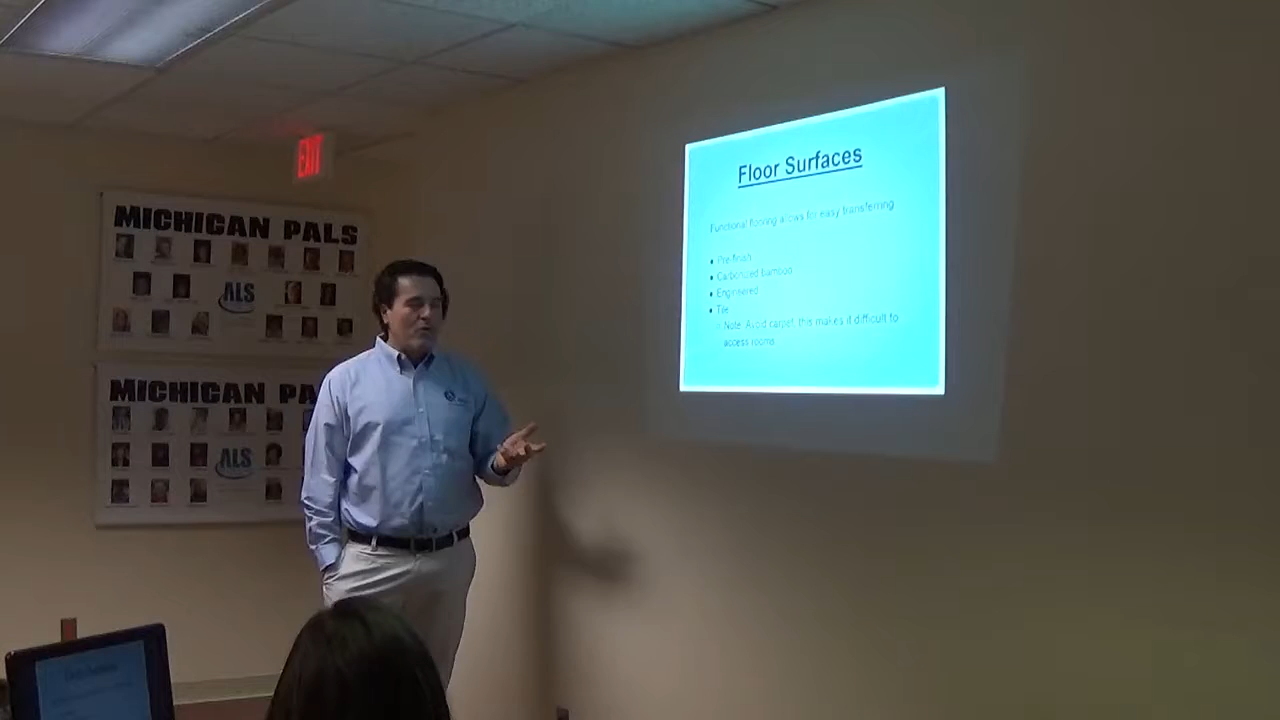 EXIT
MICHIGAN PALS
ALS
MICHIGAN PA
ALS
Floor Surfaces
Functional flooring allows for easy transferring
Pre-finish
Carbonized bamboo
Engineered
Tile
Note: Avoid carpet, this makes it difficult to
access rooms